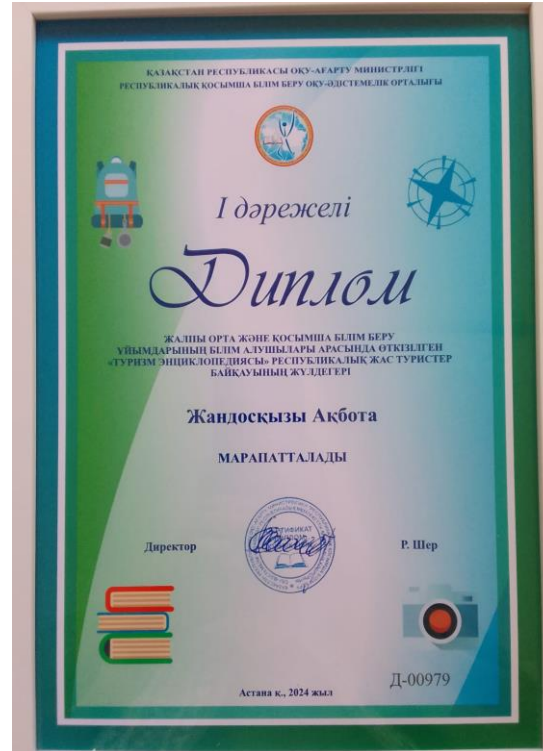 ҚАЗАҚСТАН РЕСПУБЛИКАСЫ ОҚУ-АҒАРТУ МИНИСТРЛІГІ
РЕСПУБЛИКАЛЫҚ ҚОСЫМША БІЛІМ БЕРУ ОҚУ-ӘДІСТЕМЕЛІК ОРТАЛЫҒЫ
I дәрежелі
Диплом
ЖАЛПЫ ОРТА ЖӘНЕ ҚОСЫМША БІЛІМ БЕРУ
ҰЙЫМДАРЫНЫҢ БІЛІМ АЛУШЫЛАРЫ АРАСЫНДА ӨТКІЗІЛГЕН
«ТУРИЗМ ЭНЦИКЛОПЕДИЯСЫ» РЕСПУБЛИКАЛЫҚ ЖАС ТУРИСТЕР
БАЙҚАУЫНЫҢ ЖҮЛДЕГЕРІ
Жандосқызы Ақбота
МАРАПАТТАЛАДЫ
Директор
Р. Шер
Д-00979
Астана қ., 2024 жыл